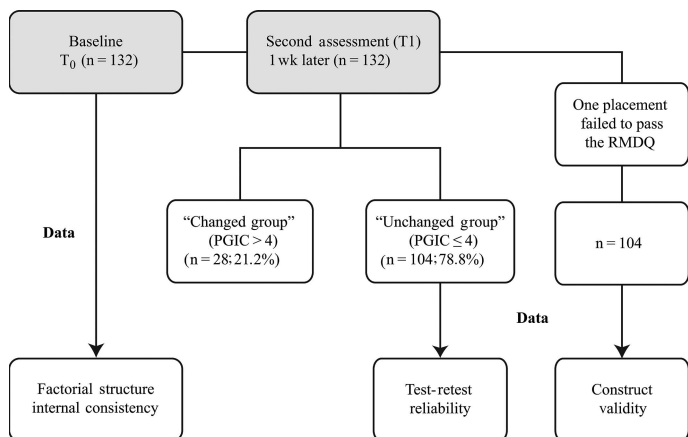 Baseline
T0 (n = 132)
Second assessment (T1)
1 wk later (n = 132)
One placement
failed to pass
the RMDQ
Data
“Changed group”
(PGIC > 4)
(n = 28; 21.2%)
“Unchanged group”
(PGIC ≤ 4)
(n = 104; 78.8%)
n = 104
Data
Factorial structure
internal consistency
Test-retest
reliability
Construct
validity